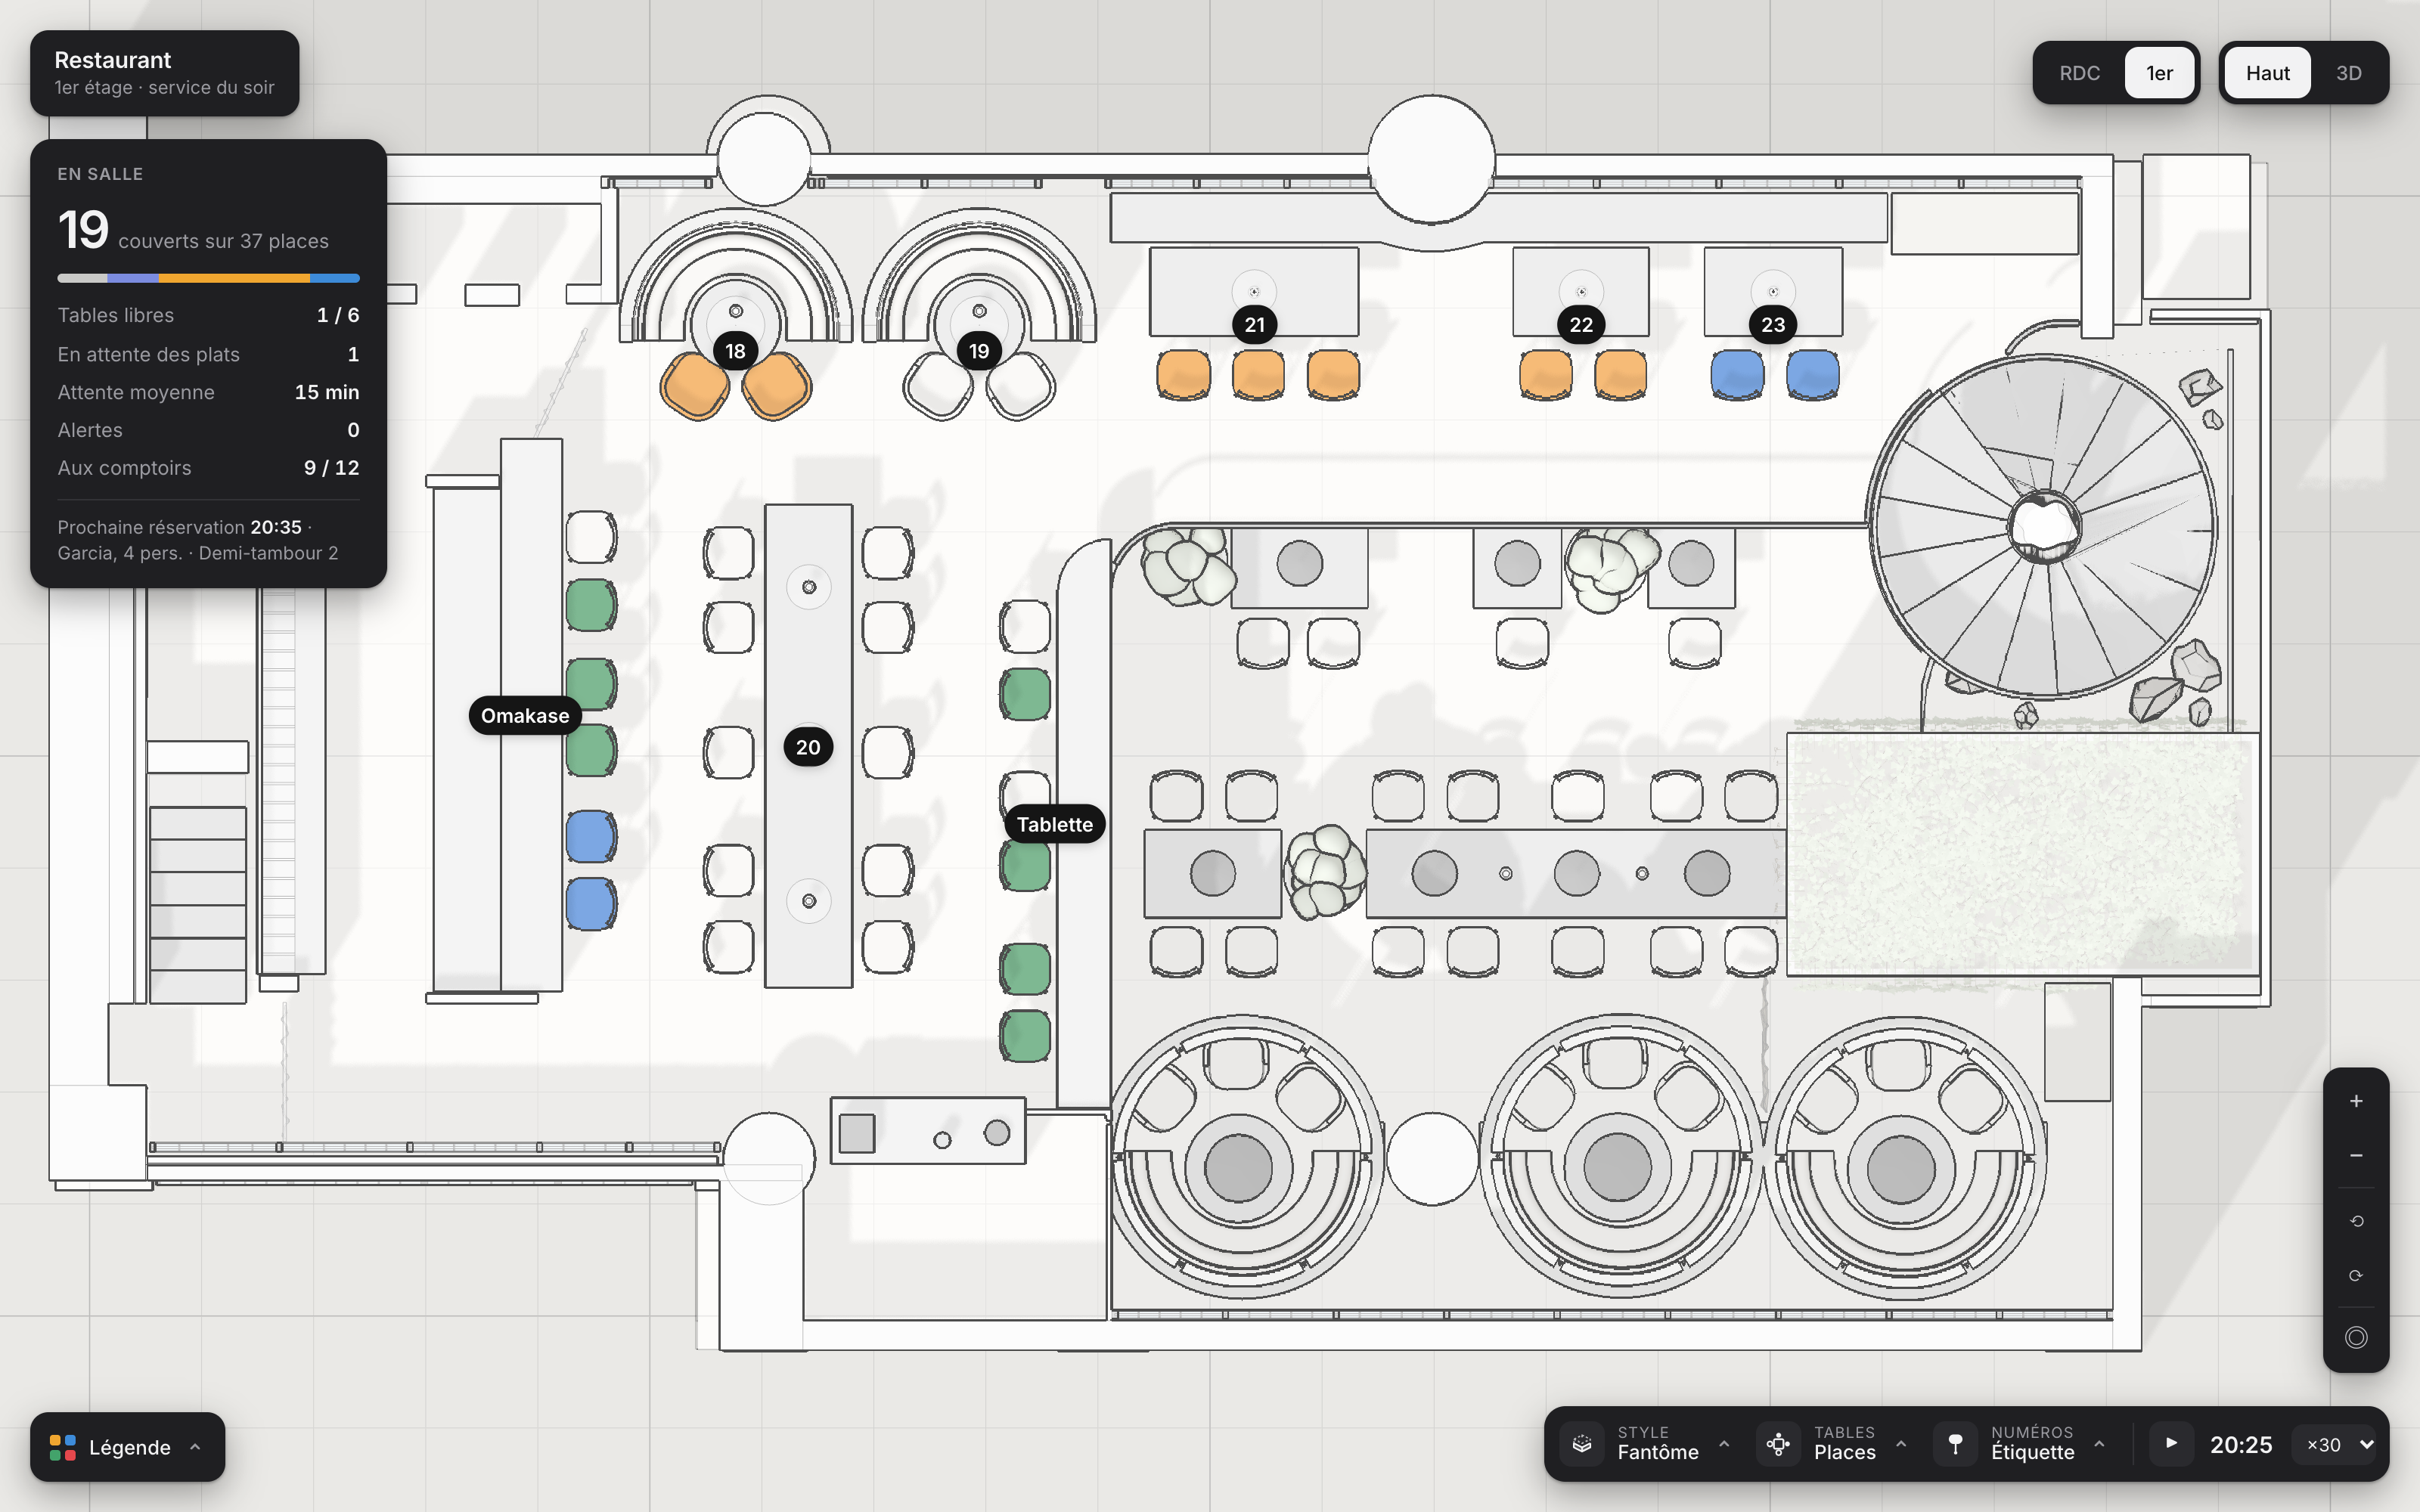 Restaurant
1er étage · service du soir
RDC 1er Haut 3D
EN SALLE
19 couverts sur 37 places
Tables libres 1 / 6
En attente des plats 1
Attente moyenne 15 min
Alertes 0
Aux comptoirs 9 / 12
Prochaine réservation 20:35 ·
Garcia, 4 pers. · Demi-tambour 2
18
19
21
22
23
Omakase
20
Tablette
Légende
STYLE
Fantôme
TABLES
Places
NUMÉROS
Étiquette
20:25
×30